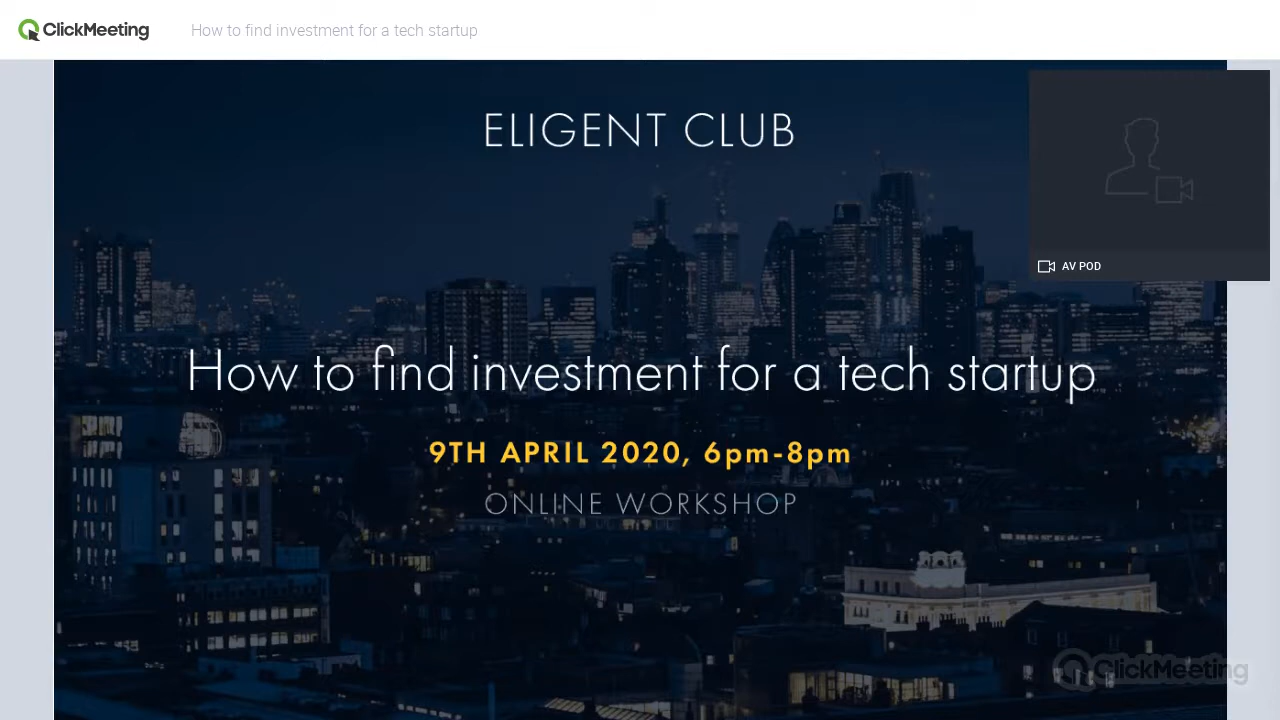 ClickMeeting How to find investment for a tech startup
ELIGENT CLUB
AV POD
How to find investment for a tech startup
9TH APRIL 2020, 6pm-8pm
ONLINE WORKSHOP
ClickMeeting